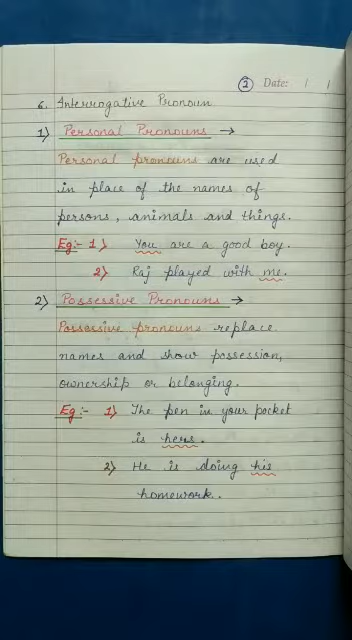 ② Date: / /
6. Interrogative Pronoun
1) Personal Pronouns →
Personal pronouns are used
in place of the names of
persons, animals and things.
Eg:- 1) You are a good boy.
2) Raj played with me.
2) Possessive Pronouns →
Possessive pronouns replace
names and show possession,
ownership or belonging.
Eg:- 1) The pen in your pocket
is hers.
2) He is doing his
homework.